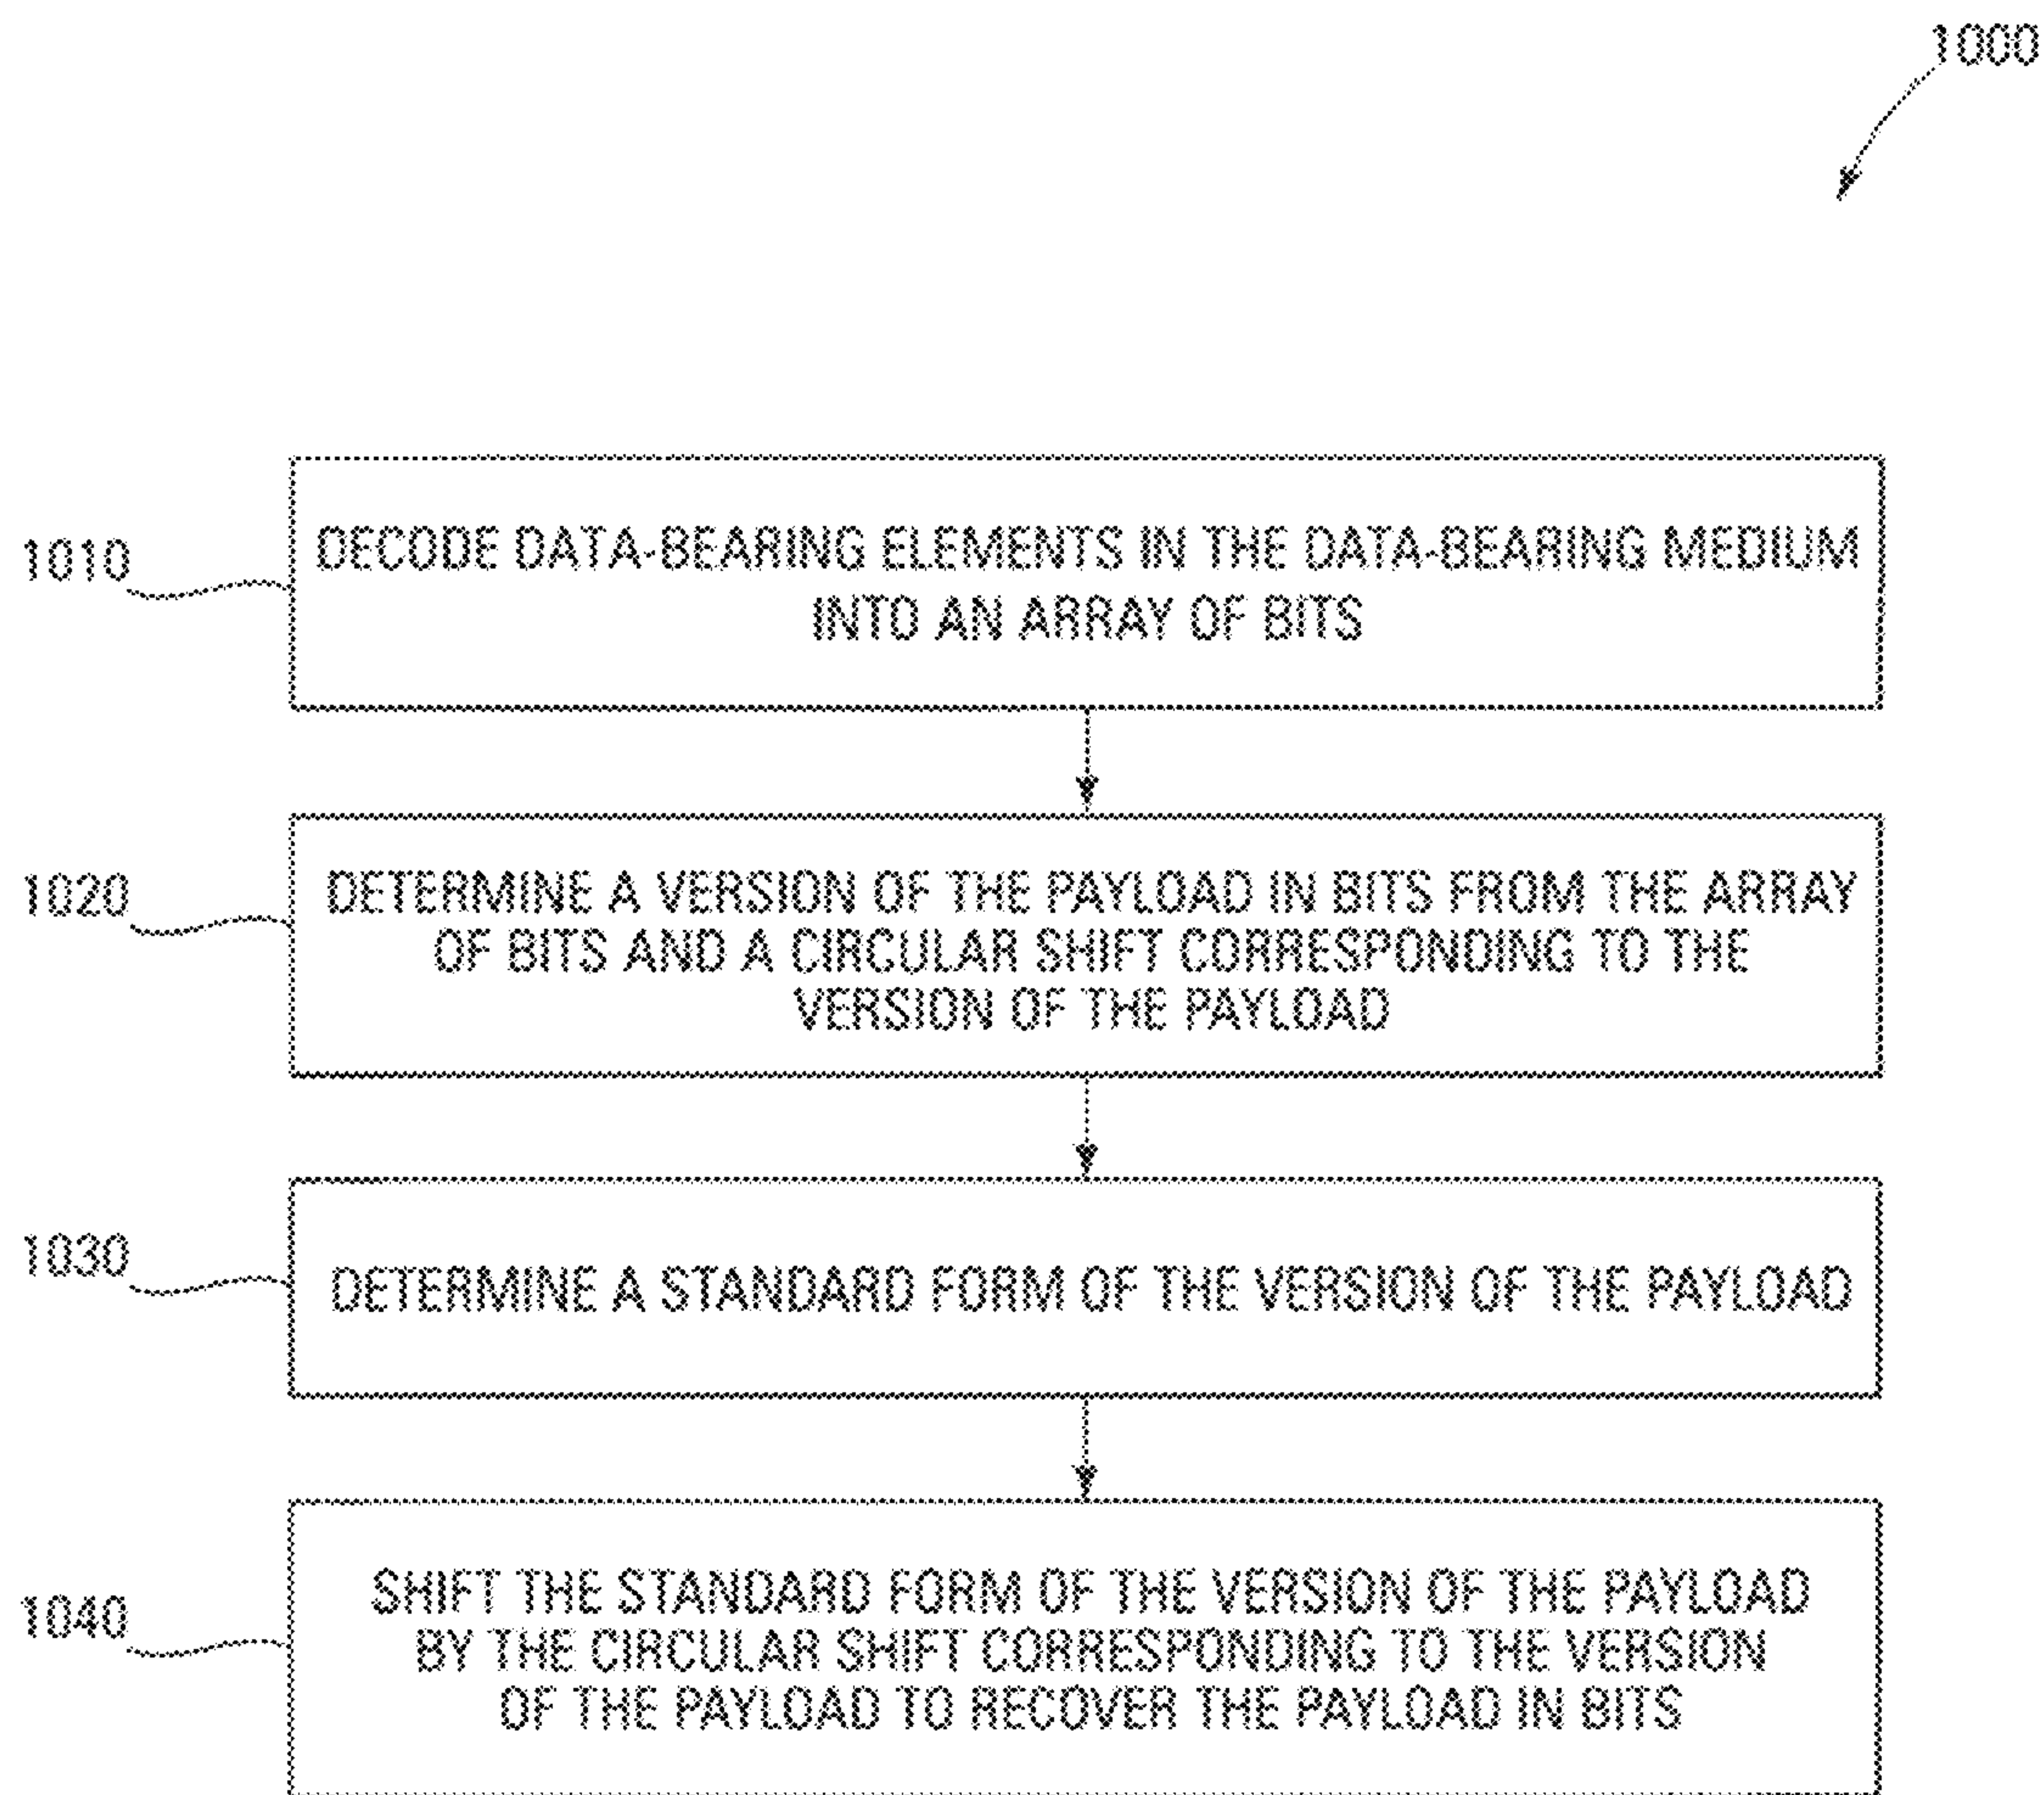 1000
1010
DECODE DATA-BEARING ELEMENTS IN THE DATA-BEARING MEDIUM
INTO AN ARRAY OF BITS
1020
DETERMINE A VERSION OF THE PAYLOAD IN BITS FROM THE ARRAY
OF BITS AND A CIRCULAR SHIFT CORRESPONDING TO THE
VERSION OF THE PAYLOAD
1030
DETERMINE A STANDARD FORM OF THE VERSION OF THE PAYLOAD
1040
SHIFT THE STANDARD FORM OF THE VERSION OF THE PAYLOAD
BY THE CIRCULAR SHIFT CORRESPONDING TO THE VERSION
OF THE PAYLOAD TO RECOVER THE PAYLOAD IN BITS